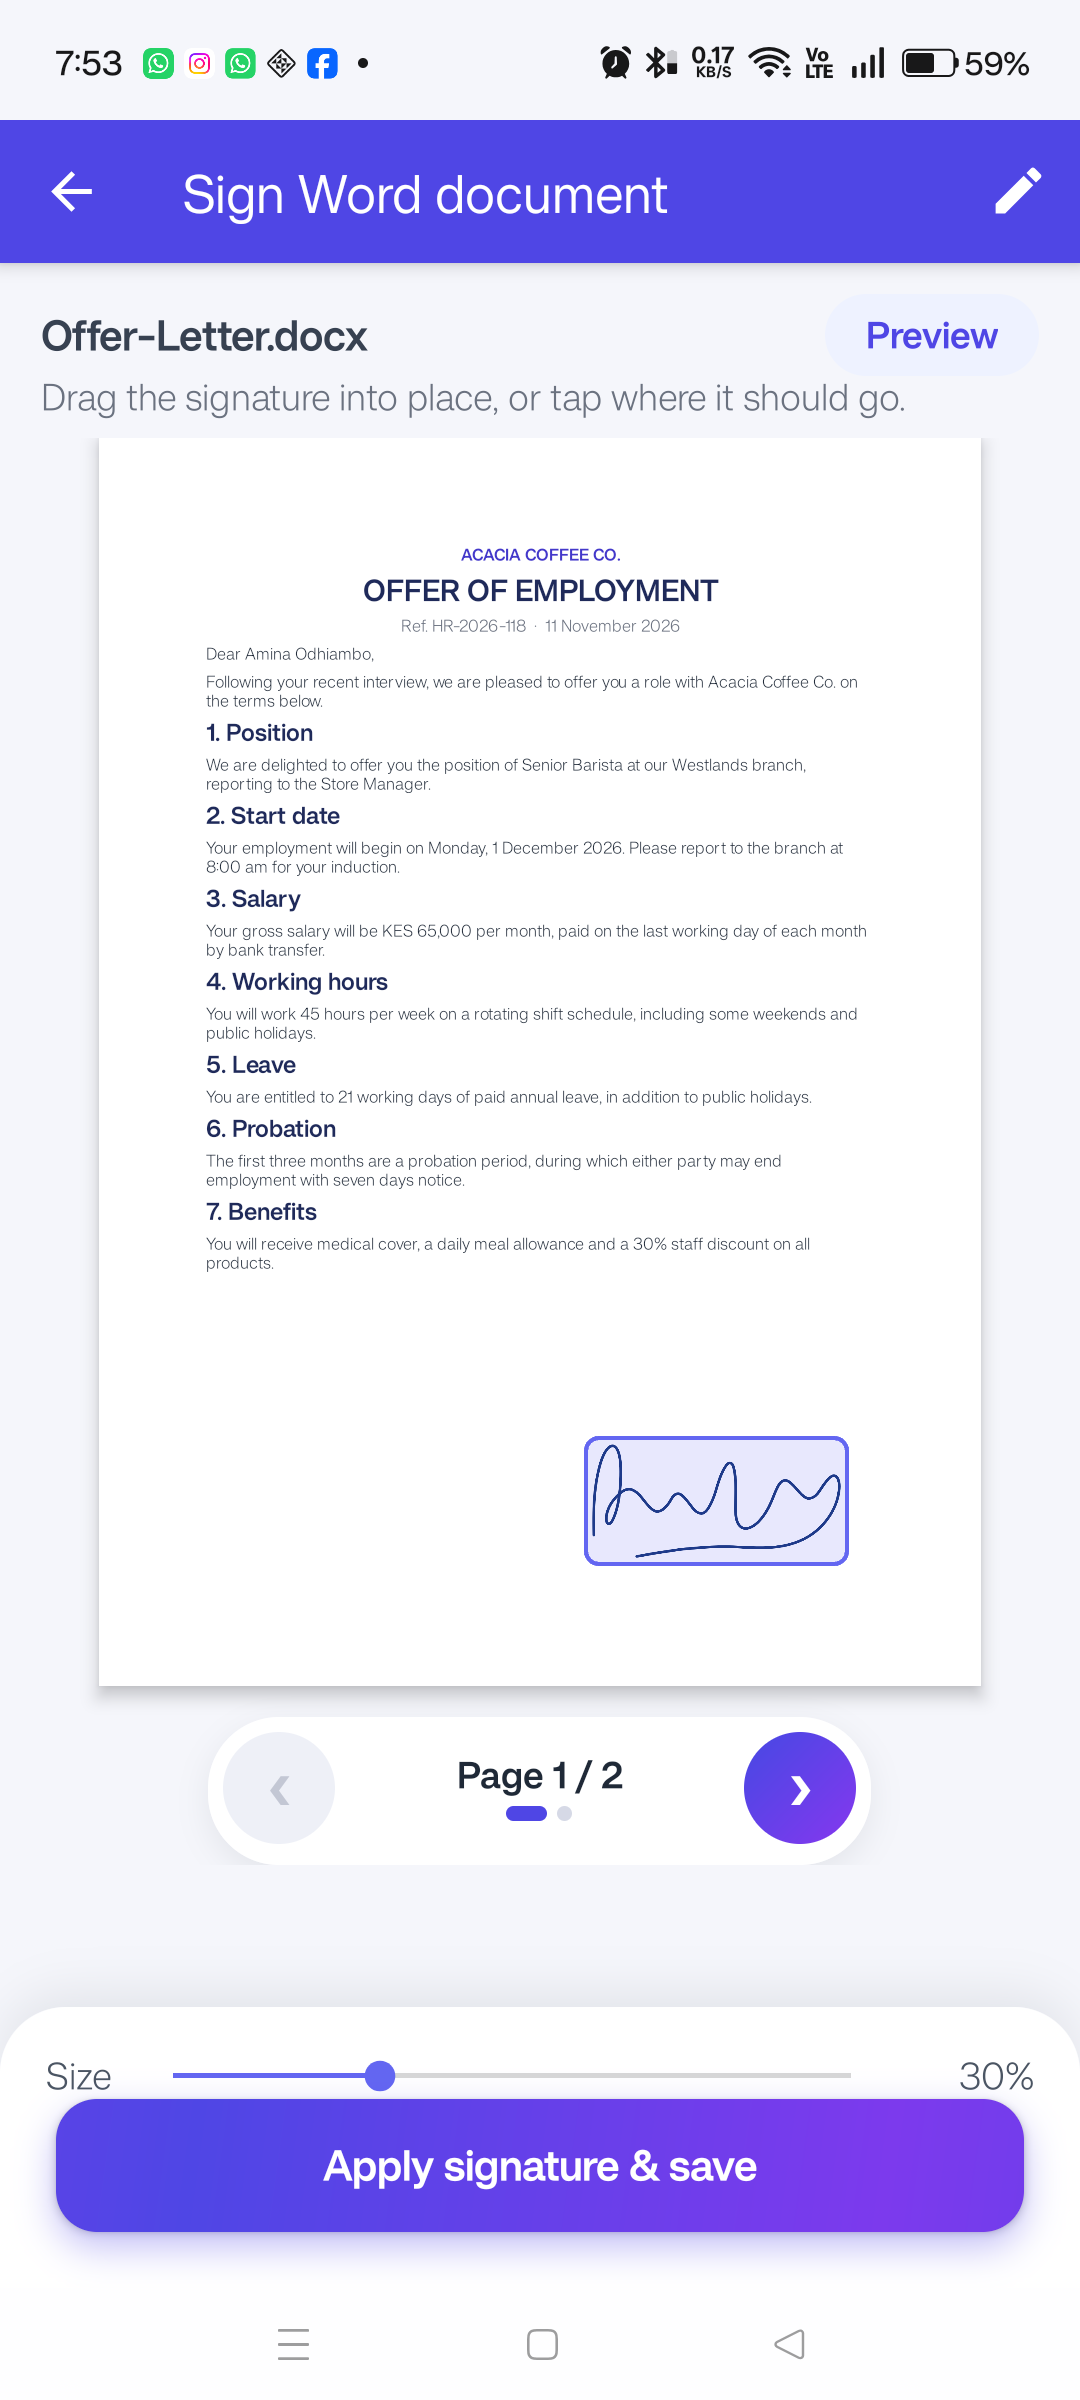 7:53
0.17 KB/S
Vo LTE
59%
Sign Word document
Offer-Letter.docx
Preview
Drag the signature into place, or tap where it should go.
ACACIA COFFEE CO.
OFFER OF EMPLOYMENT
Ref. HR-2026-118 · 11 November 2026
Dear Amina Odhiambo,
Following your recent interview, we are pleased to offer you a role with Acacia Coffee Co. on
the terms below.
1. Position
We are delighted to offer you the position of Senior Barista at our Westlands branch,
reporting to the Store Manager.
2. Start date
Your employment will begin on Monday, 1 December 2026. Please report to the branch at
8:00 am for your induction.
3. Salary
Your gross salary will be KES 65,000 per month, paid on the last working day of each month
by bank transfer.
4. Working hours
You will work 45 hours per week on a rotating shift schedule, including some weekends and
public holidays.
5. Leave
You are entitled to 21 working days of paid annual leave, in addition to public holidays.
6. Probation
The first three months are a probation period, during which either party may end
employment with seven days notice.
7. Benefits
You will receive medical cover, a daily meal allowance and a 30% staff discount on all
products.
Page 1 / 2
Size
30%
Apply signature & save